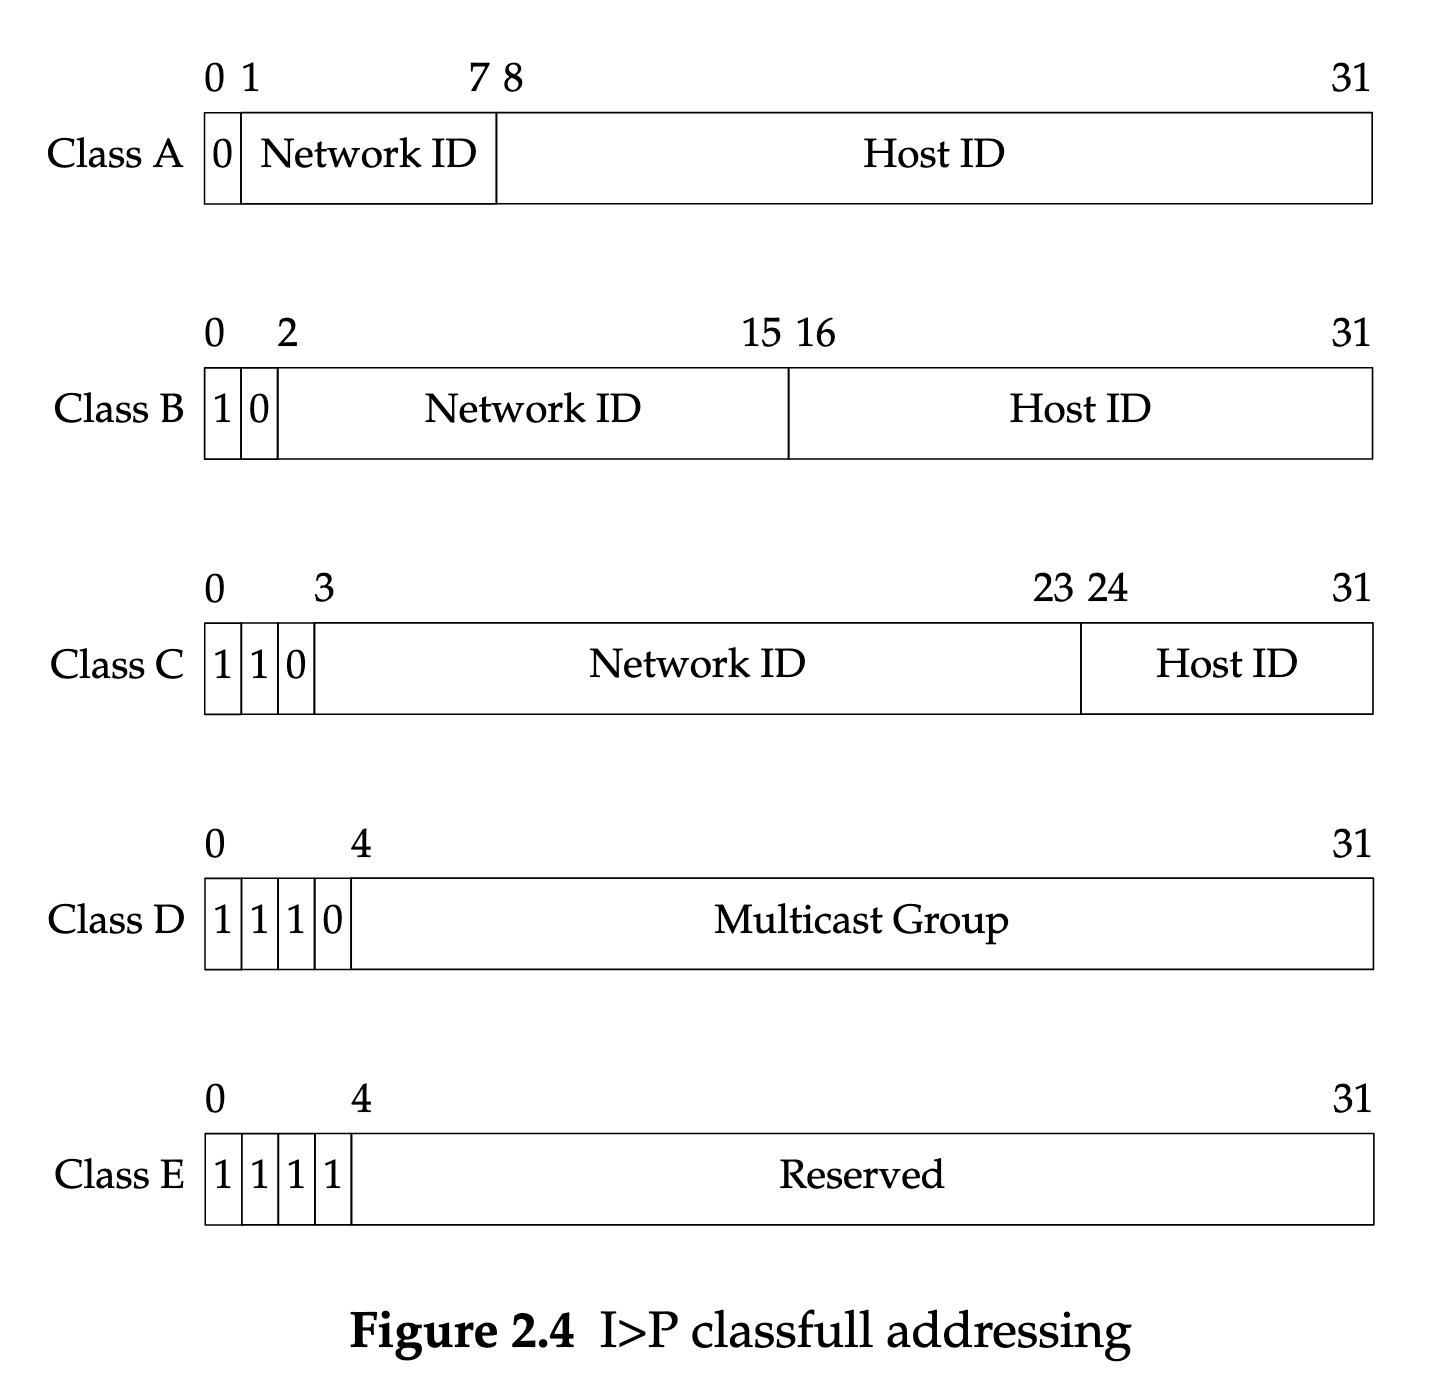 0 1 7 8 31
Class A 0 Network ID Host ID
0 2 15 16 31
Class B 1 0 Network ID Host ID
0 3 23 24 31
Class C 1 1 0 Network ID Host ID
0 4 31
Class D 1 1 1 0 Multicast Group
0 4 31
Class E 1 1 1 1 Reserved
Figure 2.4 I>P classfull addressing